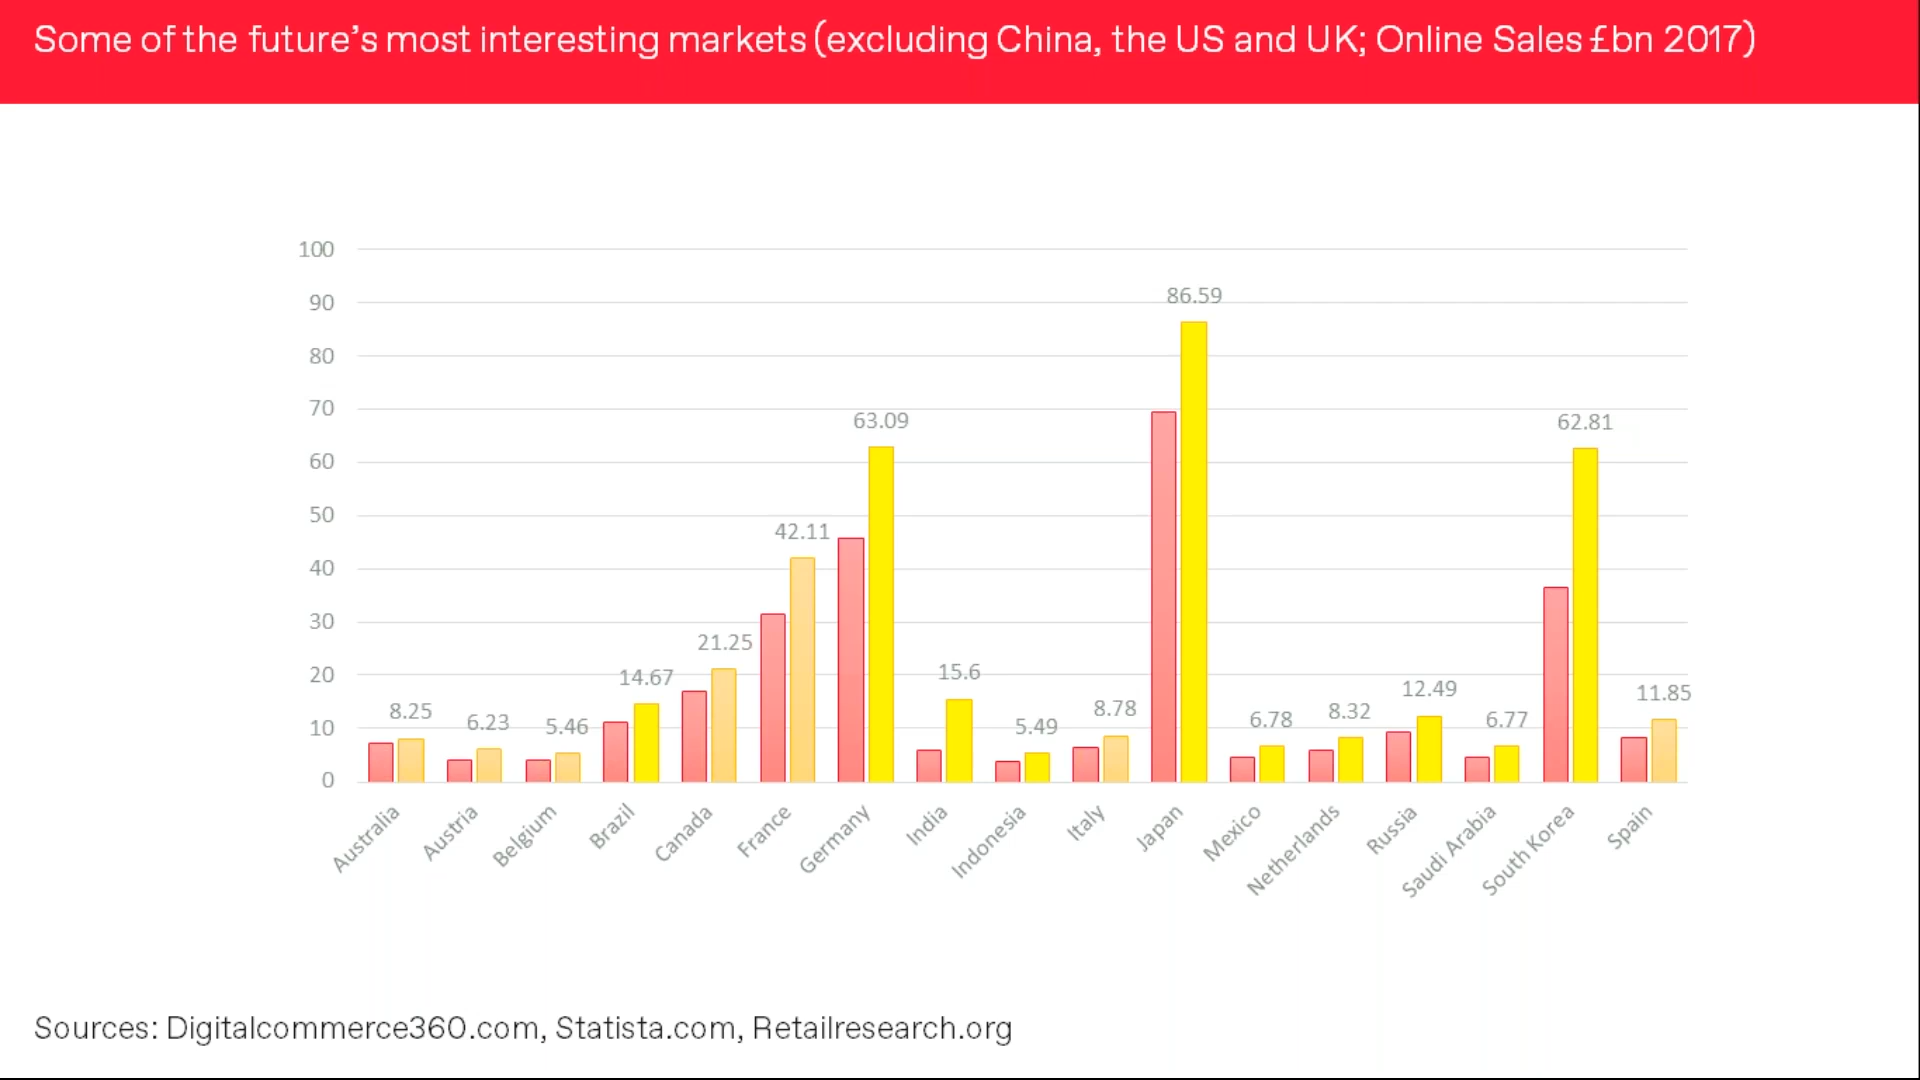 Some of the future's most interesting markets (excluding China, the US and UK; Online Sales £bn 2017)
100
90
80
70
60
50
40
30
20
10
0
8.25
6.23
5.46
14.67
21.25
42.11
63.09
15.6
5.49
8.78
86.59
6.78
8.32
12.49
6.77
62.81
11.85
Australia
Austria
Belgium
Brazil
Canada
France
Germany
India
Indonesia
Italy
Japan
Mexico
Netherlands
Russia
Saudi Arabia
South Korea
Spain
Sources: Digitalcommerce360.com, Statista.com, Retailresearch.org